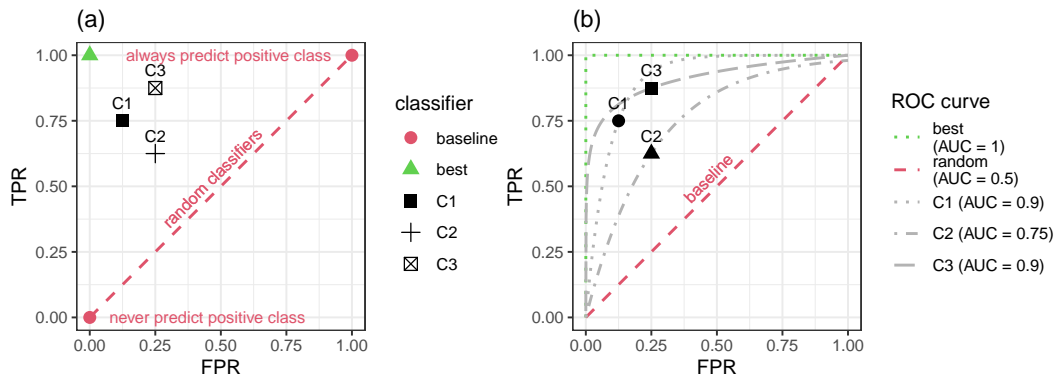 (a)
always predict positive class
C3
C1
C2
random classifiers
never predict positive class
1.00
0.75
0.50
0.25
0.00
TPR
0.00
0.25
0.50
0.75
1.00
FPR
classifier
baseline
best
C1
C2
C3
(b)
C3
C1
C2
baseline
1.00
0.75
0.50
0.25
0.00
TPR
0.00
0.25
0.50
0.75
1.00
FPR
ROC curve
best
(AUC = 1)
random
(AUC = 0.5)
C1 (AUC = 0.9)
C2 (AUC = 0.75)
C3 (AUC = 0.9)